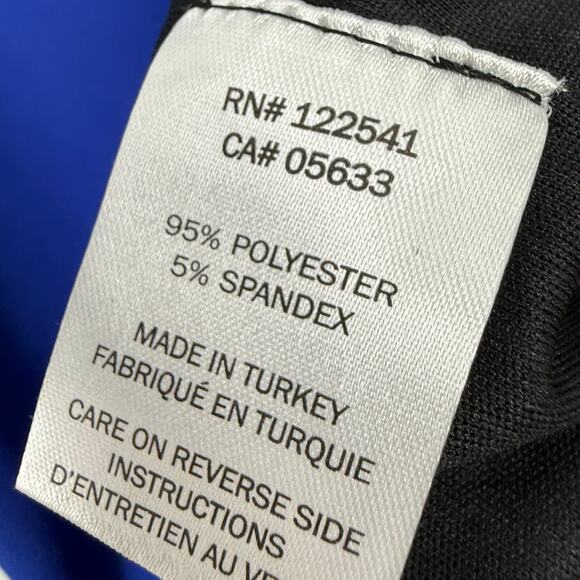 RN# 122541
CA# 05633
95% POLYESTER
5% SPANDEX
MADE IN TURKEY
FABRIQUÉ EN TURQUIE
CARE ON REVERSE SIDE
INSTRUCTIONS
D'ENTRETIEN AU